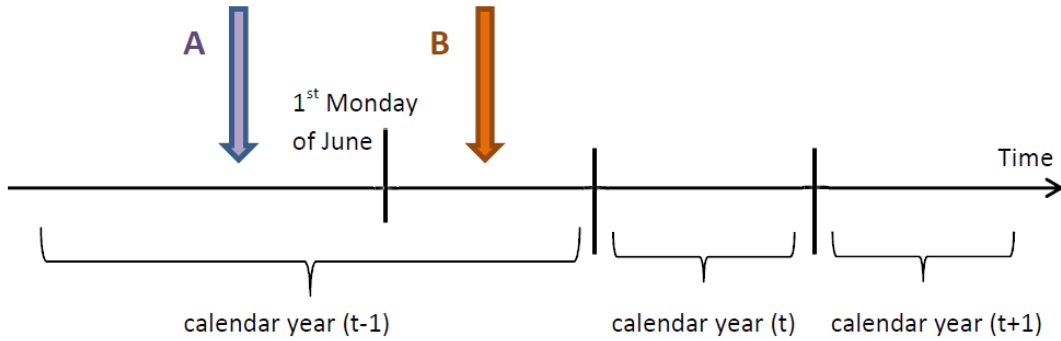 A
B
1st Monday
of June
Time
calendar year (t-1)
calendar year (t)
calendar year (t+1)